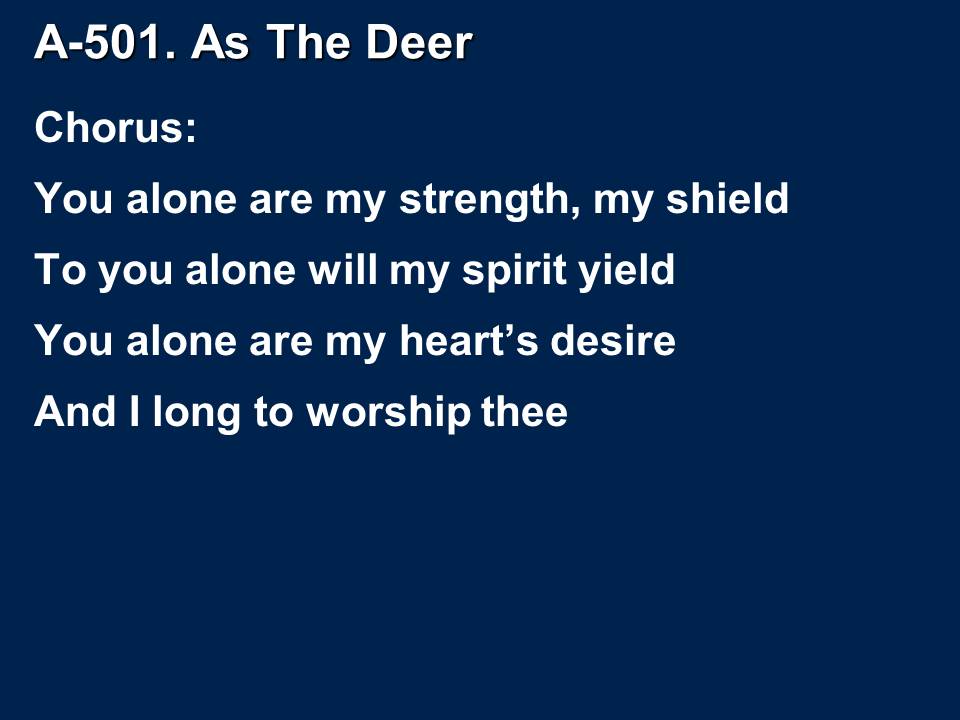 A-501. As The Deer
Chorus:
You alone are my strength, my shield
To you alone will my spirit yield
You alone are my heart’s desire
And I long to worship thee